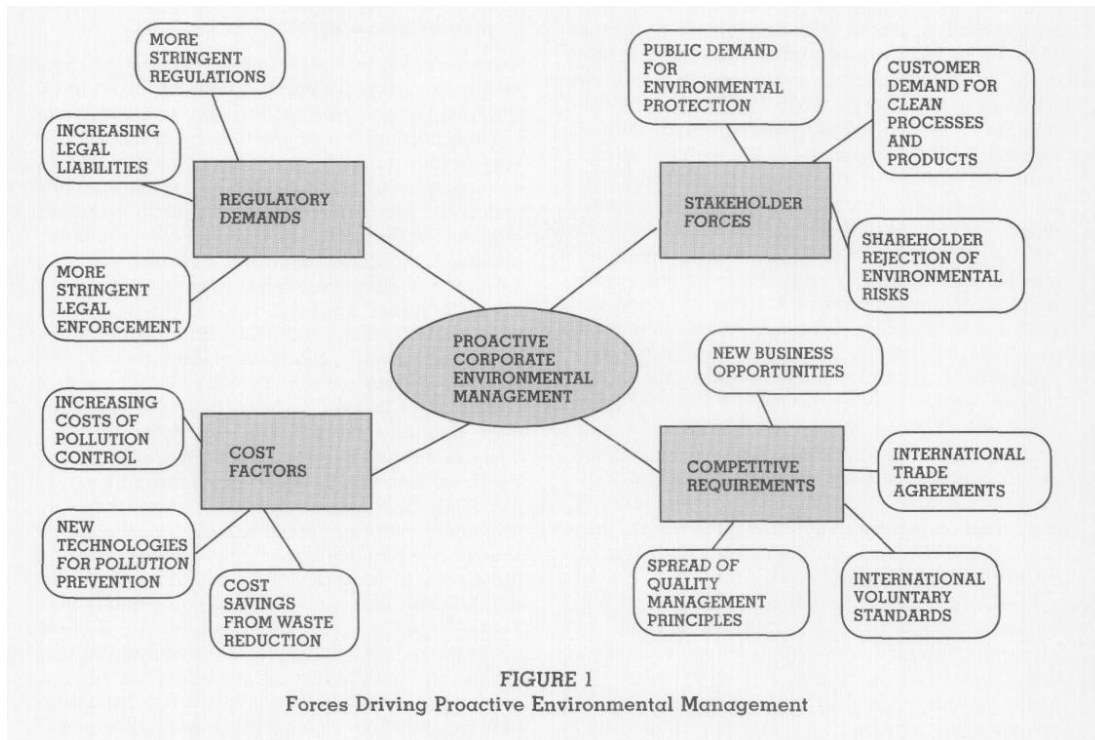 MORE
STRINGENT
REGULATIONS
INCREASING
LEGAL
LIABILITIES
REGULATORY
DEMANDS
MORE
STRINGENT
LEGAL
ENFORCEMENT
PUBLIC DEMAND
FOR
ENVIRONMENTAL
PROTECTION
CUSTOMER
DEMAND FOR
CLEAN
PROCESSES
AND
PRODUCTS
STAKEHOLDER
FORCES
SHAREHOLDER
REJECTION OF
ENVIRONMENTAL
RISKS
PROACTIVE
CORPORATE
ENVIRONMENTAL
MANAGEMENT
INCREASING
COSTS OF
POLLUTION
CONTROL
COST
FACTORS
NEW
TECHNOLOGIES
FOR POLLUTION
PREVENTION
COST
SAVINGS
FROM WASTE
REDUCTION
NEW BUSINESS
OPPORTUNITIES
COMPETITIVE
REQUIREMENTS
INTERNATIONAL
TRADE
AGREEMENTS
SPREAD OF
QUALITY
MANAGEMENT
PRINCIPLES
INTERNATIONAL
VOLUNTARY
STANDARDS
FIGURE 1
Forces Driving Proactive Environmental Management